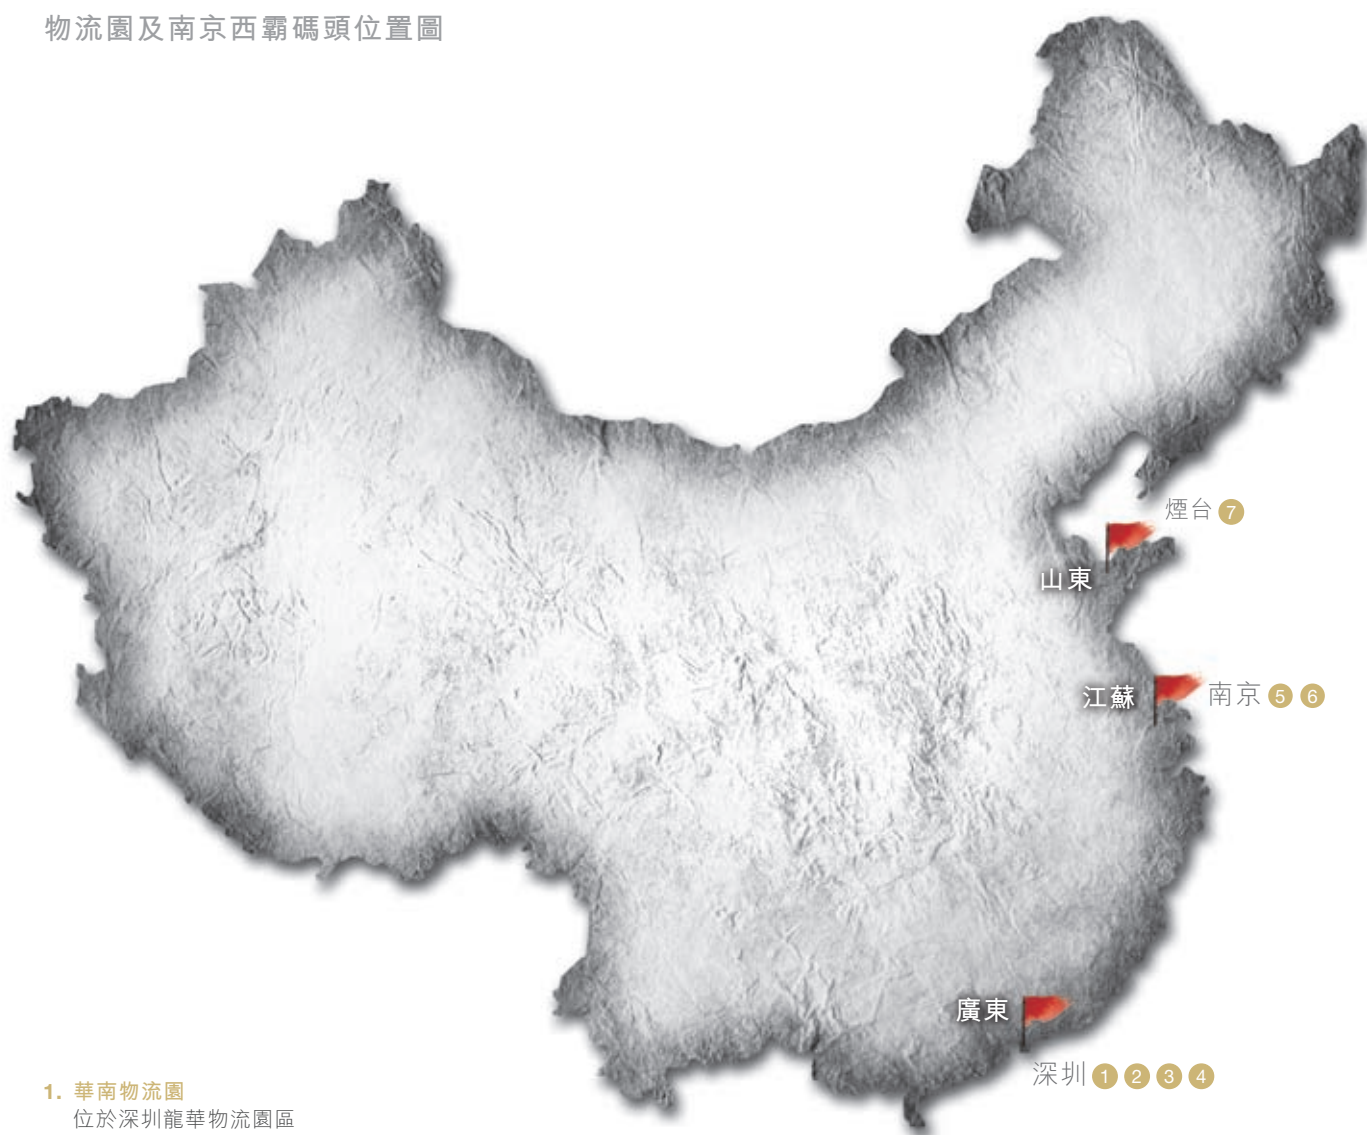 物流園及南京西霸碼頭位置圖
煙台 7
山東
江蘇
南京 5 6
廣東
深圳 1 2 3 4
1. 華南物流園
位於深圳龍華物流園區